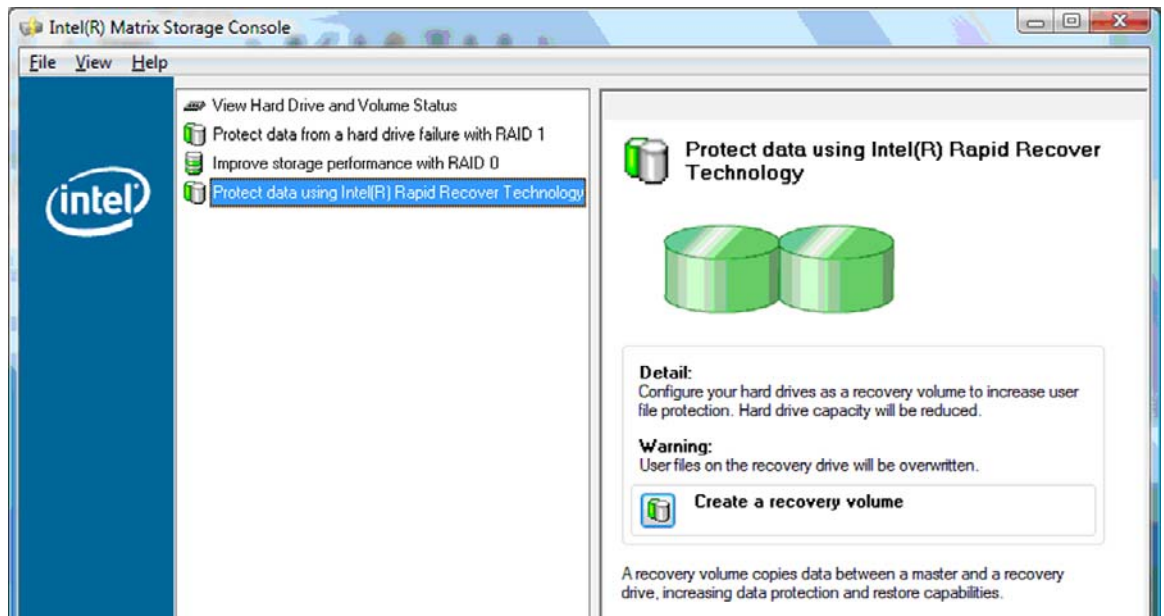 Intel(R) Matrix Storage Console
File View Help
intel
View Hard Drive and Volume Status
Protect data from a hard drive failure with RAID 1
Improve storage performance with RAID 0
Protect data using Intel(R) Rapid Recover Technology
Protect data using Intel(R) Rapid Recover
Technology
Detail:
Configure your hard drives as a recovery volume to increase user
file protection. Hard drive capacity will be reduced.
Warning:
User files on the recovery drive will be overwritten.
Create a recovery volume
A recovery volume copies data between a master and a recovery
drive, increasing data protection and restore capabilities.